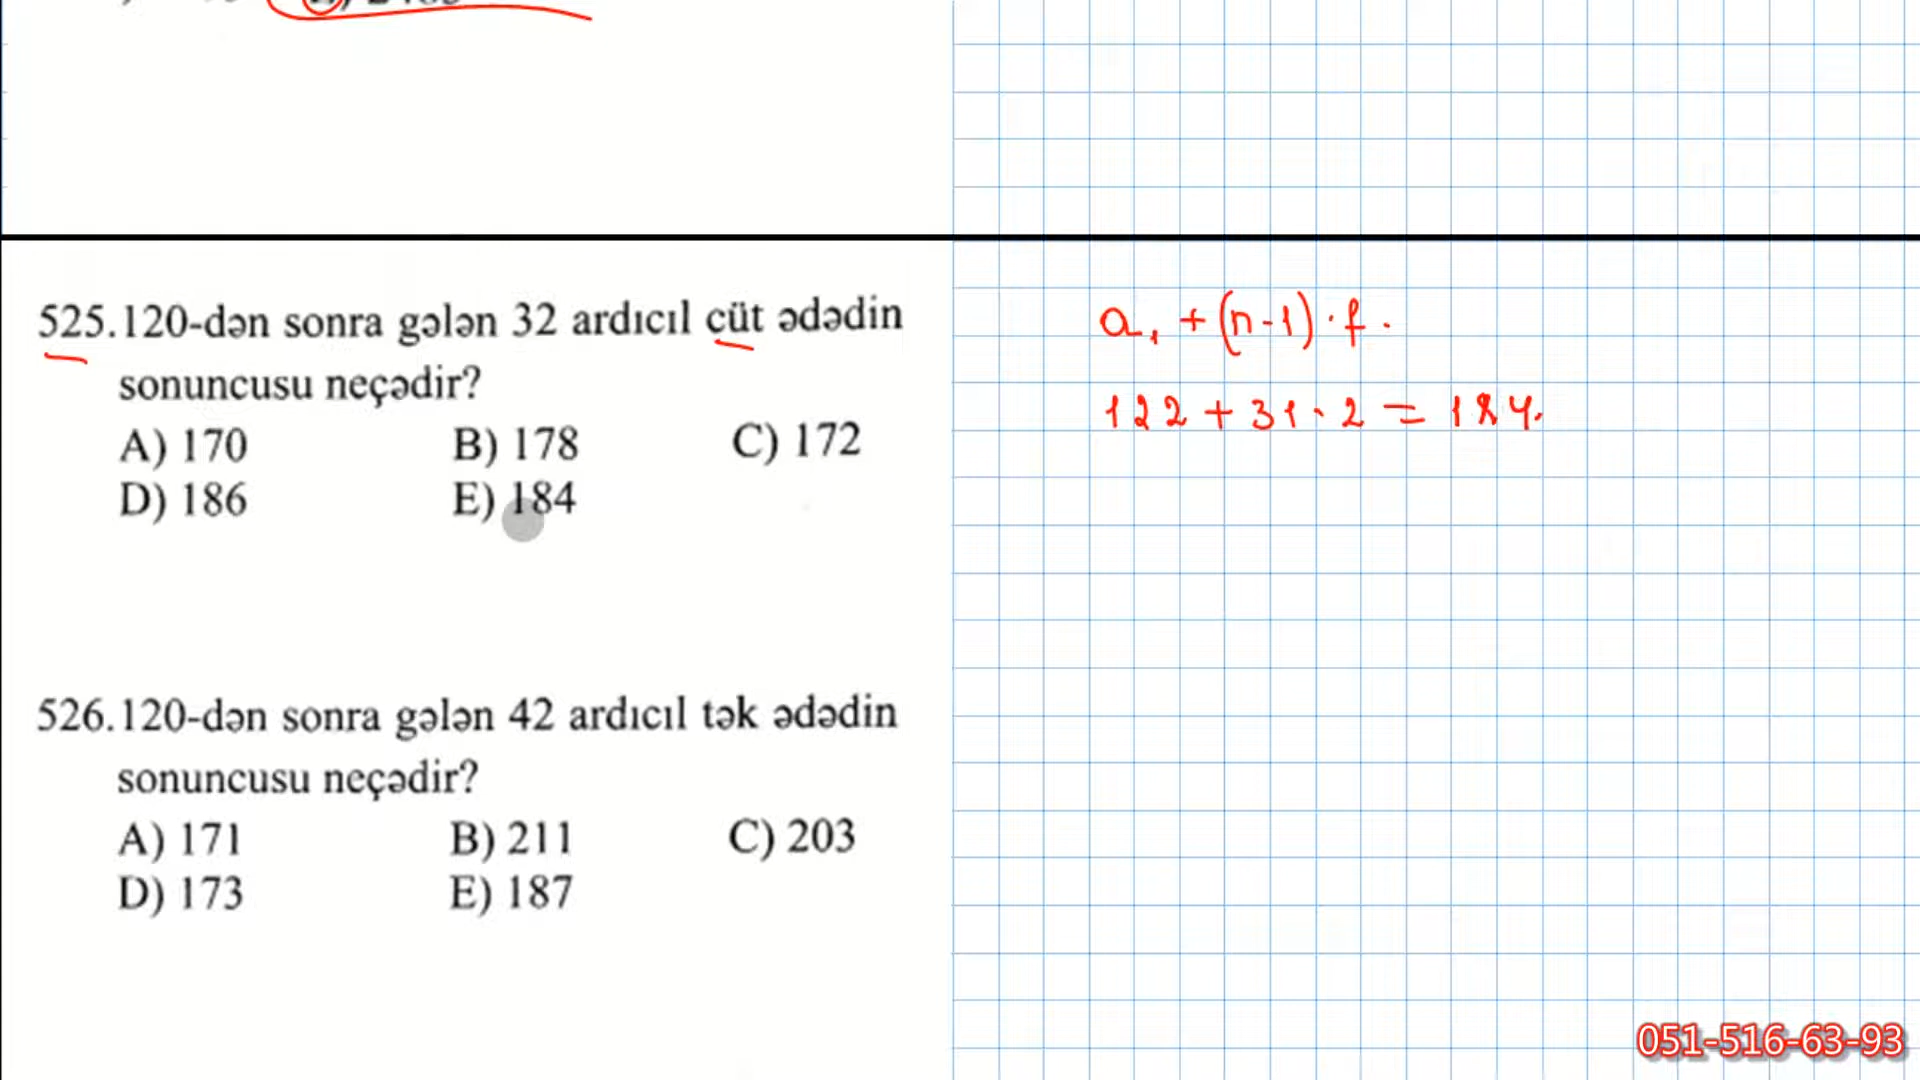 525.120-dən sonra gələn 32 ardıcıl cüt ədədin
sonuncusu neçədir?
A) 170 B) 178 C) 172
D) 186 E) 184
a₁ + (n-1)·f.
122 + 31·2 = 184.
526.120-dən sonra gələn 42 ardıcıl tək ədədin
sonuncusu neçədir?
A) 171 B) 211 C) 203
D) 173 E) 187
051-516-63-93